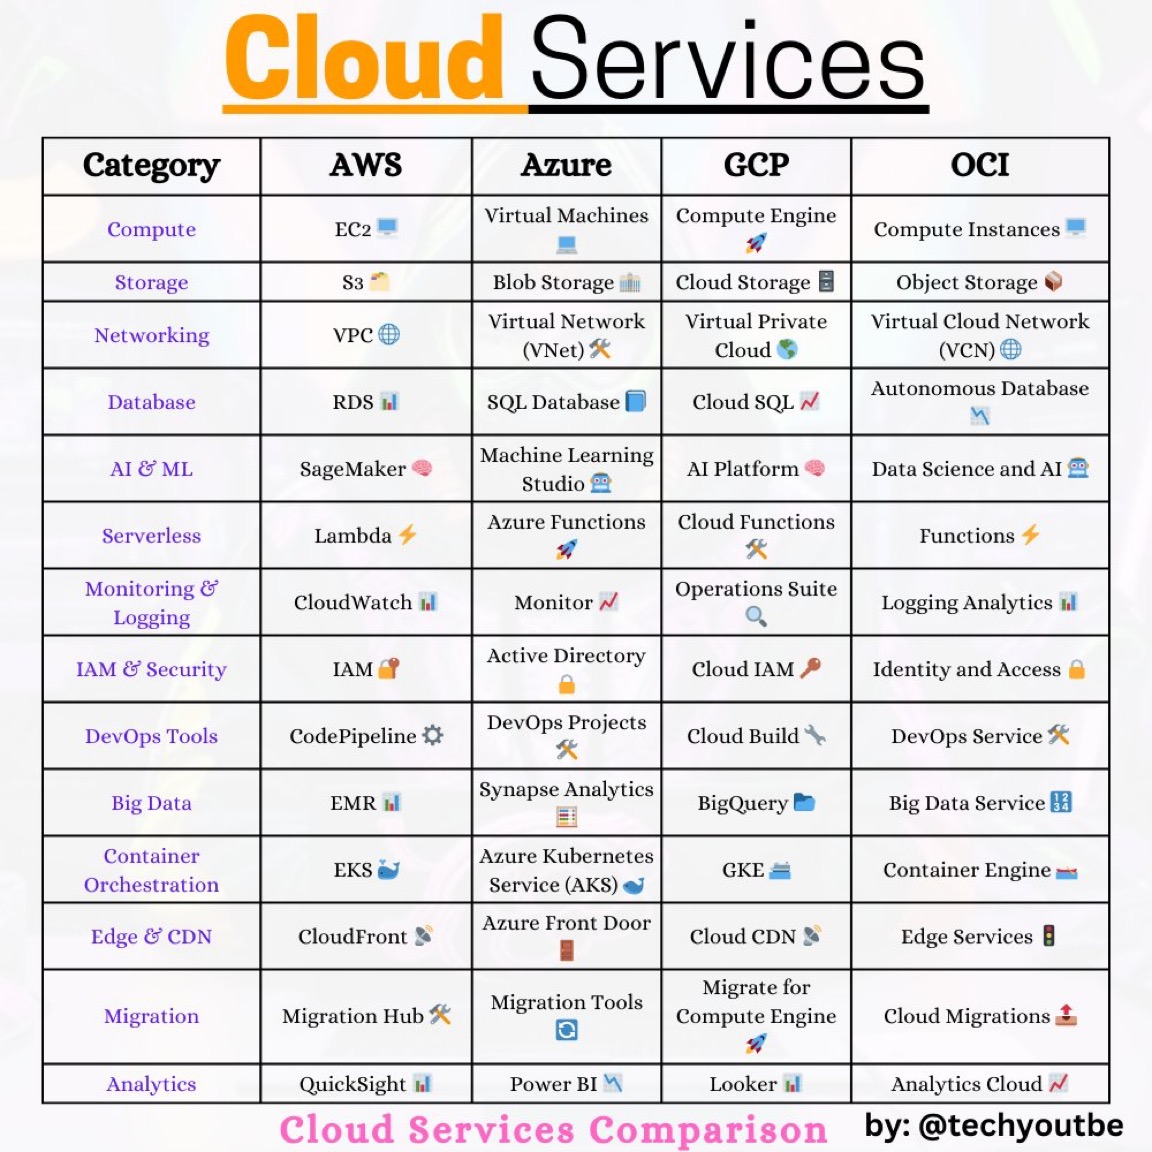 Cloud Services
Category AWS Azure GCP OCI
Compute EC2 Virtual Machines Compute Engine Compute Instances
Storage S3 Blob Storage Cloud Storage Object Storage
Networking VPC Virtual Network (VNet) Virtual Private Cloud Virtual Cloud Network (VCN)
Database RDS SQL Database Cloud SQL Autonomous Database
AI & ML SageMaker Machine Learning Studio AI Platform Data Science and AI
Serverless Lambda Azure Functions Cloud Functions Functions
Monitoring & Logging CloudWatch Monitor Operations Suite Logging Analytics
IAM & Security IAM Active Directory Cloud IAM Identity and Access
DevOps Tools CodePipeline DevOps Projects Cloud Build DevOps Service
Big Data EMR Synapse Analytics BigQuery Big Data Service
Container Orchestration EKS Azure Kubernetes Service (AKS) GKE Container Engine
Edge & CDN CloudFront Azure Front Door Cloud CDN Edge Services
Migration Migration Hub Migration Tools Migrate for Compute Engine Cloud Migrations
Analytics QuickSight Power BI Looker Analytics Cloud
Cloud Services Comparison
by: @techyoutbe